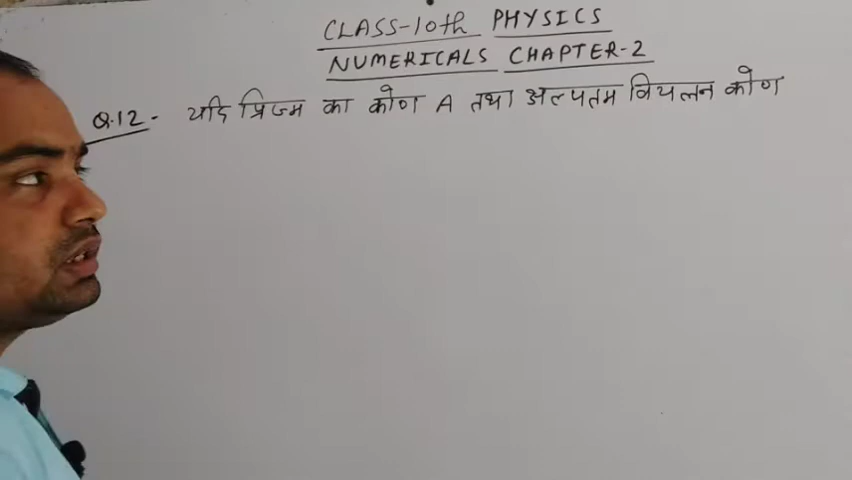 CLASS-10th PHYSICS
NUMERICALS CHAPTER-2
Q.12- यदि प्रिज्म का कोण A तथा अल्पतम विचलन कोण